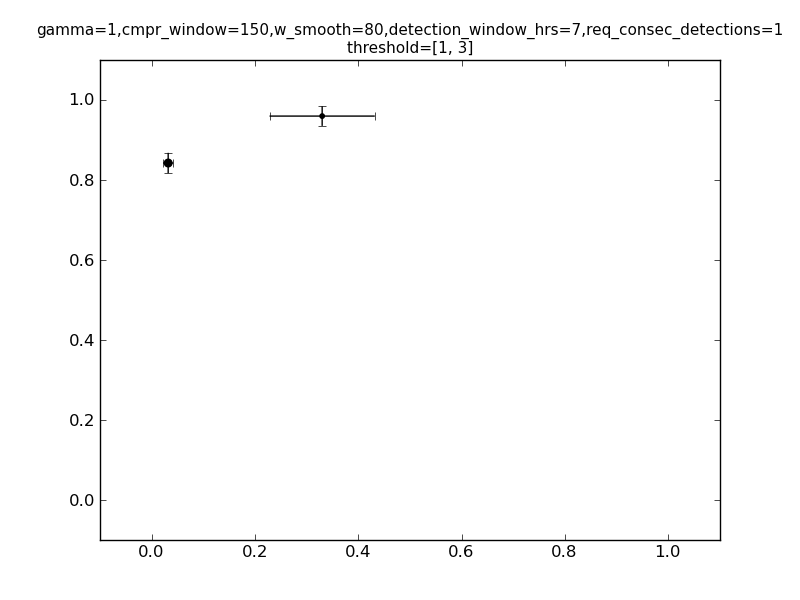 gamma=1,cmpr_window=150,w_smooth=80,detection_window_hrs=7,req_consec_detections=1
threshold=[1, 3]
1.0
0.8
0.6
0.4
0.2
0.0
0.0 0.2 0.4 0.6 0.8 1.0